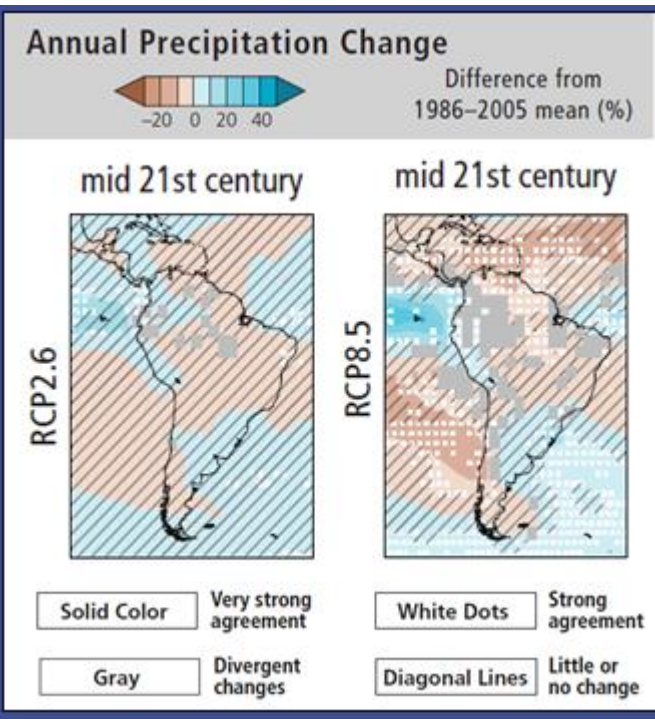 Annual Precipitation Change
Difference from
1986–2005 mean (%)
–20 0 20 40
mid 21st century
mid 21st century
RCP2.6
RCP8.5
Solid Color
Very strong
agreement
White Dots
Strong
agreement
Gray
Divergent
changes
Diagonal Lines
Little or
no change